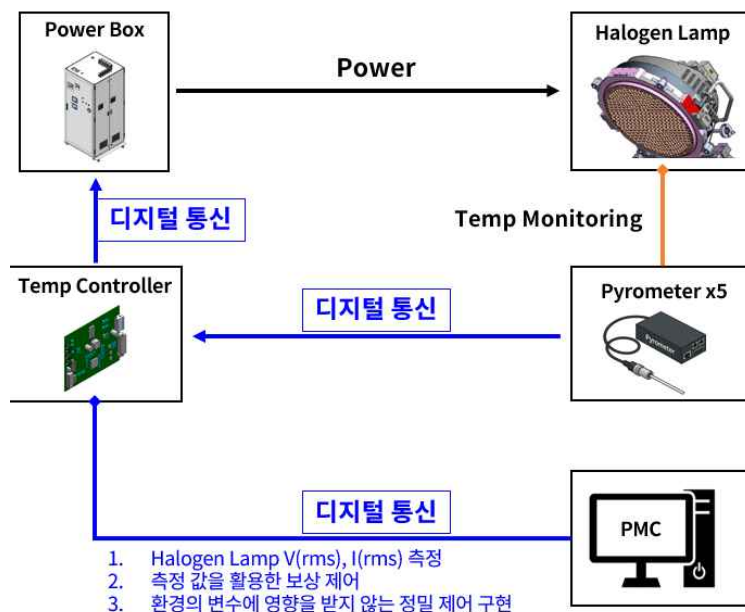 Power Box
Halogen Lamp
Power
디지털 통신
Temp Monitoring
Temp Controller
디지털 통신
Pyrometer x5
Pyrometer
디지털 통신
PMC
1. Halogen Lamp V(rms), I(rms) 측정
2. 측정 값을 활용한 보상 제어
3. 환경의 변수에 영향을 받지 않는 정밀 제어 구현